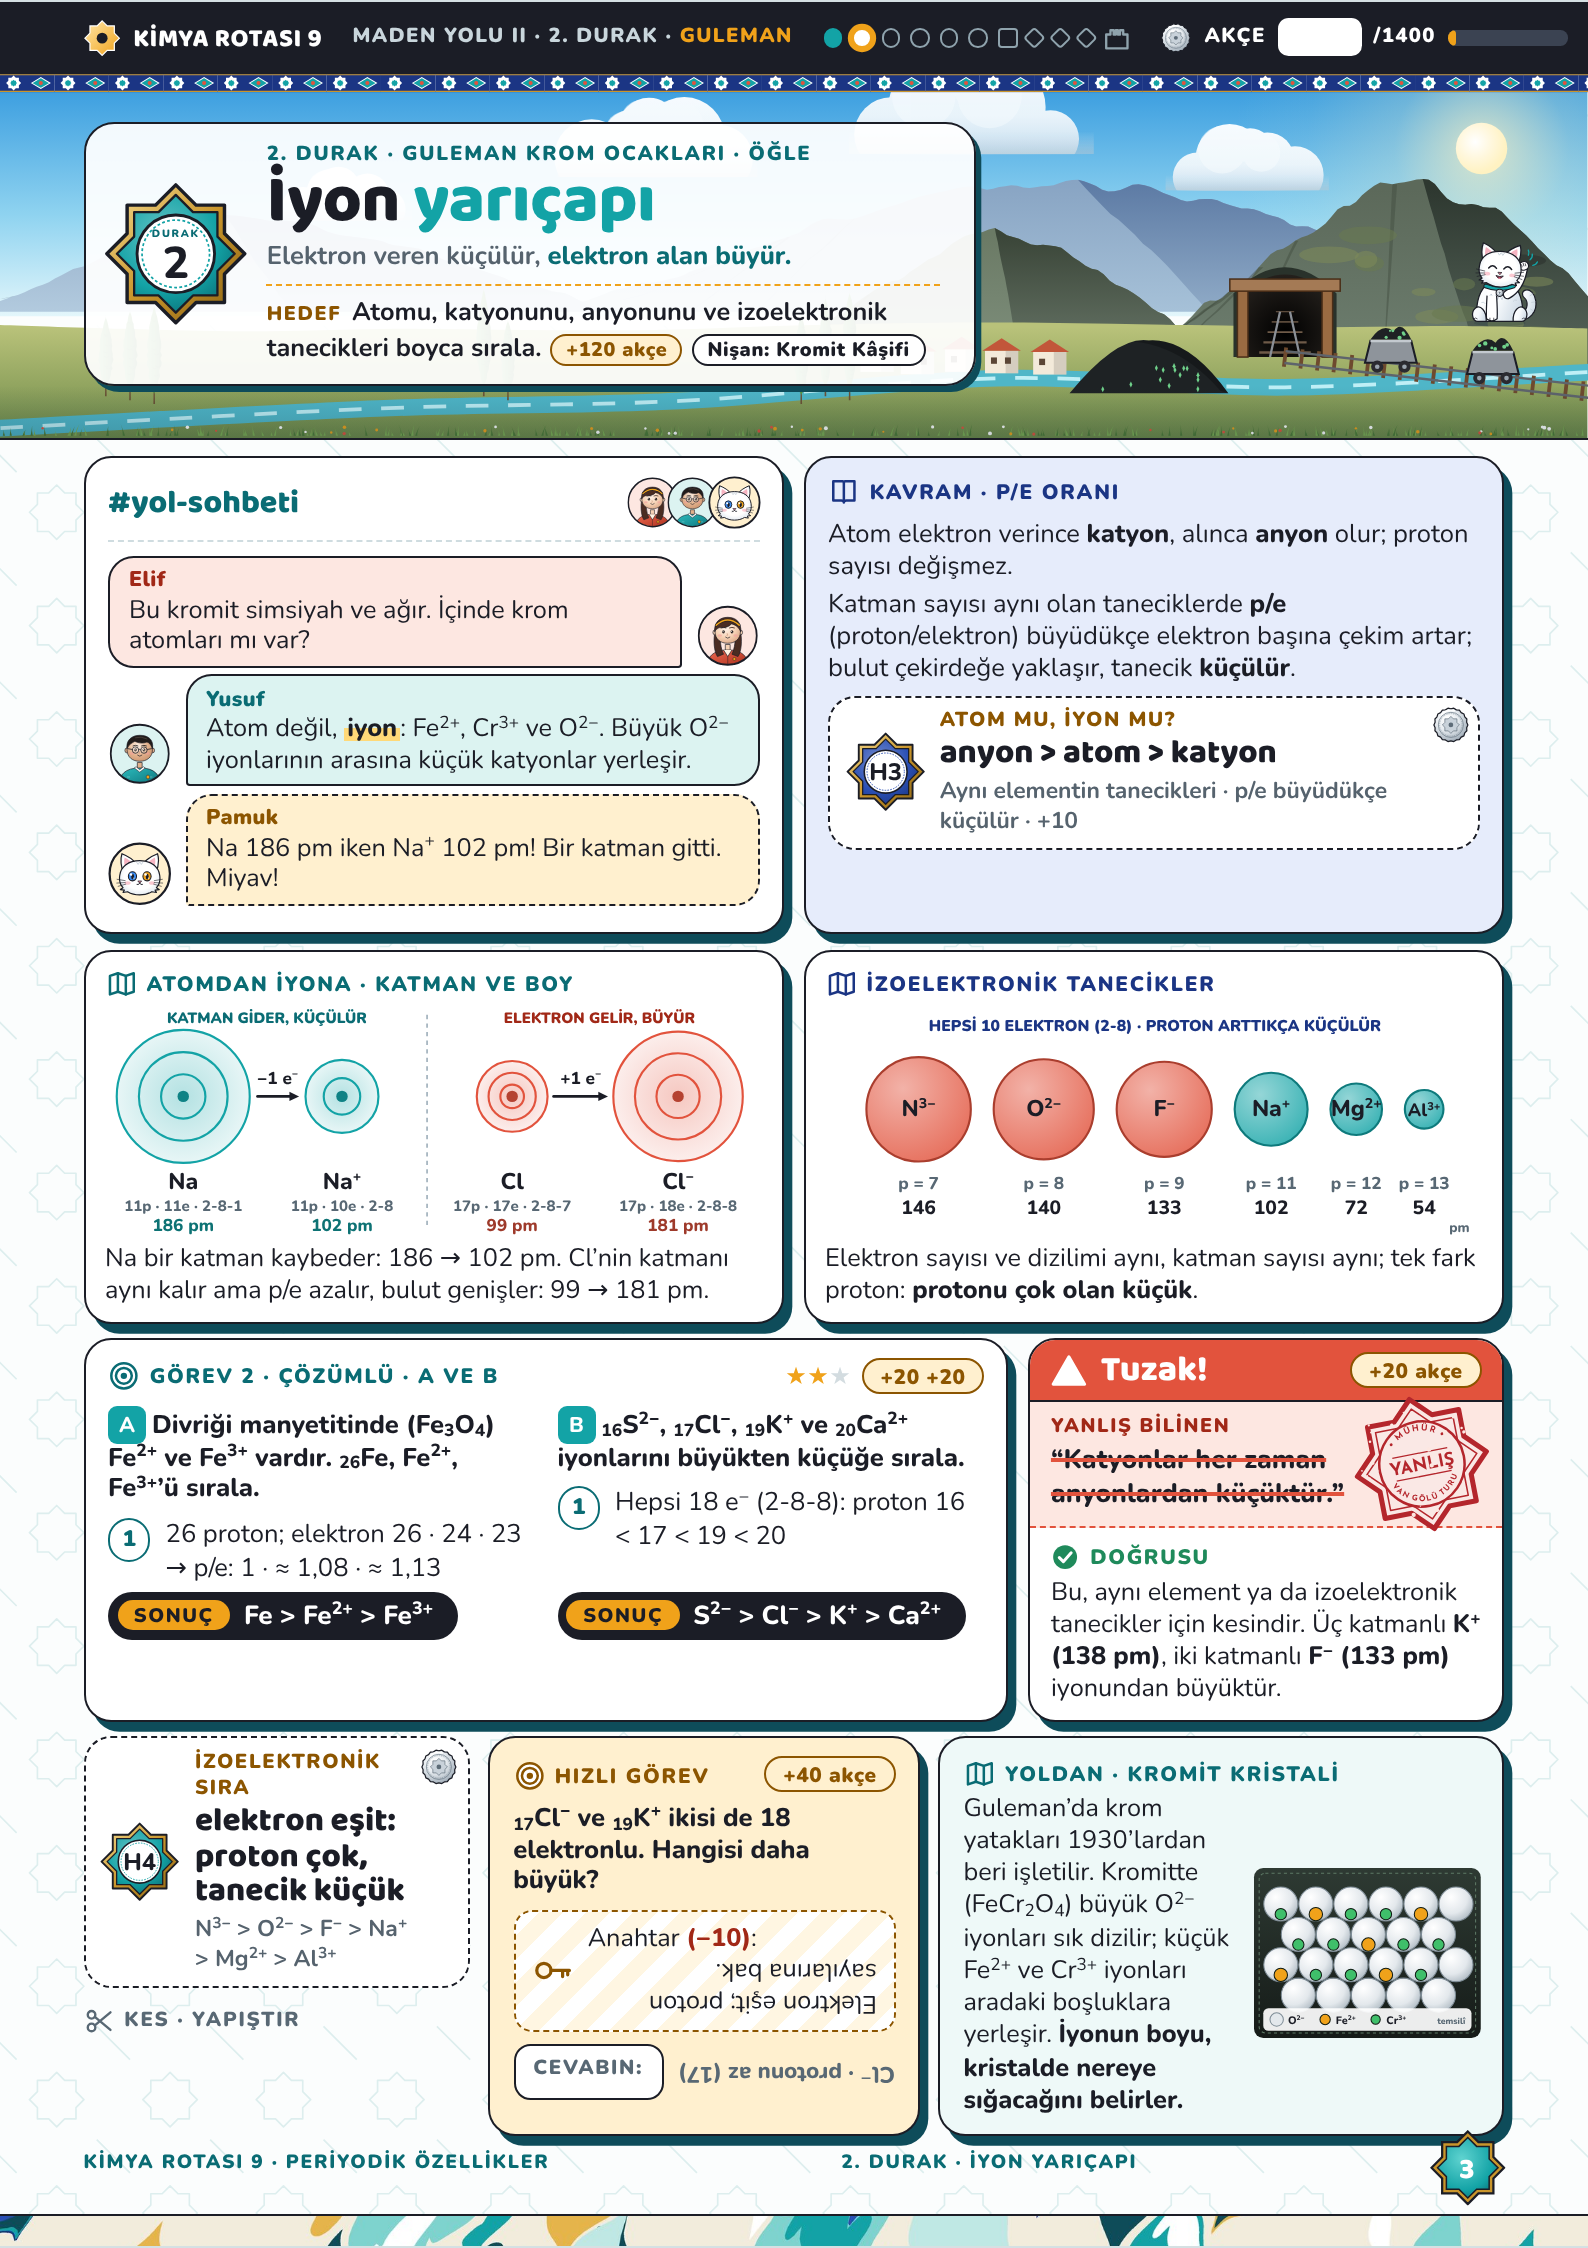 KİMYA ROTASI 9 MADEN YOLU II · 2. DURAK · GULEMAN AKÇE /1400
2. DURAK · GULEMAN KROM OCAKLARI · ÖĞLE
DURAK
2
İyon yarıçapı
Elektron veren küçülür, elektron alan büyür.
HEDEF Atomu, katyonunu, anyonunu ve izoelektronik
tanecikleri boyca sırala. +120 akçe Nişan: Kromit Kâşifi
#yol-sohbeti
Elif
Bu kromit simsiyah ve ağır. İçinde krom
atomları mı var?
Yusuf
Atom değil, iyon: Fe²⁺, Cr³⁺ ve O²⁻. Büyük O²⁻
iyonlarının arasına küçük katyonlar yerleşir.
Pamuk
Na 186 pm iken Na⁺ 102 pm! Bir katman gitti.
Miyav!
KAVRAM · P/E ORANI
Atom elektron verince katyon, alınca anyon olur; proton
sayısı değişmez.
Katman sayısı aynı olan taneciklerde p/e
(proton/elektron) büyüdükçe elektron başına çekim artar;
bulut çekirdeğe yaklaşır, tanecik küçülür.
H3
ATOM MU, İYON MU?
anyon > atom > katyon
Aynı elementin tanecikleri · p/e büyüdükçe
küçülür · +10
ATOMDAN İYONA · KATMAN VE BOY
KATMAN GİDER, KÜÇÜLÜR ELEKTRON GELİR, BÜYÜR
−1 e⁻ +1 e⁻
Na Na⁺ Cl Cl⁻
11p · 11e · 2-8-1 11p · 10e · 2-8 17p · 17e · 2-8-7 17p · 18e · 2-8-8
186 pm 102 pm 99 pm 181 pm
Na bir katman kaybeder: 186 → 102 pm. Cl’nin katmanı
aynı kalır ama p/e azalır, bulut genişler: 99 → 181 pm.
İZOELEKTRONİK TANECİKLER
HEPSİ 10 ELEKTRON (2-8) · PROTON ARTTIKÇA KÜÇÜLÜR
N³⁻ O²⁻ F⁻ Na⁺ Mg²⁺ Al³⁺
p = 7 p = 8 p = 9 p = 11 p = 12 p = 13
146 140 133 102 72 54
pm
Elektron sayısı ve dizilimi aynı, katman sayısı aynı; tek fark
proton: protonu çok olan küçük.
GÖREV 2 · ÇÖZÜMLÜ · A VE B +20 +20
A Divriği manyetitinde (Fe₃O₄)
Fe²⁺ ve Fe³⁺ vardır. ₂₆Fe, Fe²⁺,
Fe³⁺’ü sırala.
1 26 proton; elektron 26 · 24 · 23
→ p/e: 1 · ≈ 1,08 · ≈ 1,13
SONUÇ Fe > Fe²⁺ > Fe³⁺
B ₁₆S²⁻, ₁₇Cl⁻, ₁₉K⁺ ve ₂₀Ca²⁺
iyonlarını büyükten küçüğe sırala.
1 Hepsi 18 e⁻ (2-8-8): proton 16
< 17 < 19 < 20
SONUÇ S²⁻ > Cl⁻ > K⁺ > Ca²⁺
Tuzak! +20 akçe
YANLIŞ BİLİNEN
“Katyonlar her zaman
anyonlardan küçüktür.”
MÜHÜR
YANLIŞ
VAN GÖLÜ TURU
DOĞRUSU
Bu, aynı element ya da izoelektronik
tanecikler için kesindir. Üç katmanlı K⁺
(138 pm), iki katmanlı F⁻ (133 pm)
iyonundan büyüktür.
İZOELEKTRONİK
SIRA
H4
elektron eşit:
proton çok,
tanecik küçük
N³⁻ > O²⁻ > F⁻ > Na⁺
> Mg²⁺ > Al³⁺
KES · YAPIŞTIR
HIZLI GÖREV +40 akçe
₁₇Cl⁻ ve ₁₉K⁺ ikisi de 18
elektronlu. Hangisi daha
büyük?
Anahtar (−10):
Elektron eşit; proton
sayılarına bak.
CEVABIN: Cl⁻ · protonu az (17)
YOLDAN · KROMİT KRİSTALİ
Guleman’da krom
yatakları 1930’lardan
beri işletilir. Kromitte
(FeCr₂O₄) büyük O²⁻
iyonları sık dizilir; küçük
Fe²⁺ ve Cr³⁺ iyonları
aradaki boşluklara
yerleşir. İyonun boyu,
kristalde nereye
sığacağını belirler.
O²⁻ Fe²⁺ Cr³⁺ temsilî
KİMYA ROTASI 9 · PERİYODİK ÖZELLİKLER 2. DURAK · İYON YARIÇAPI 3